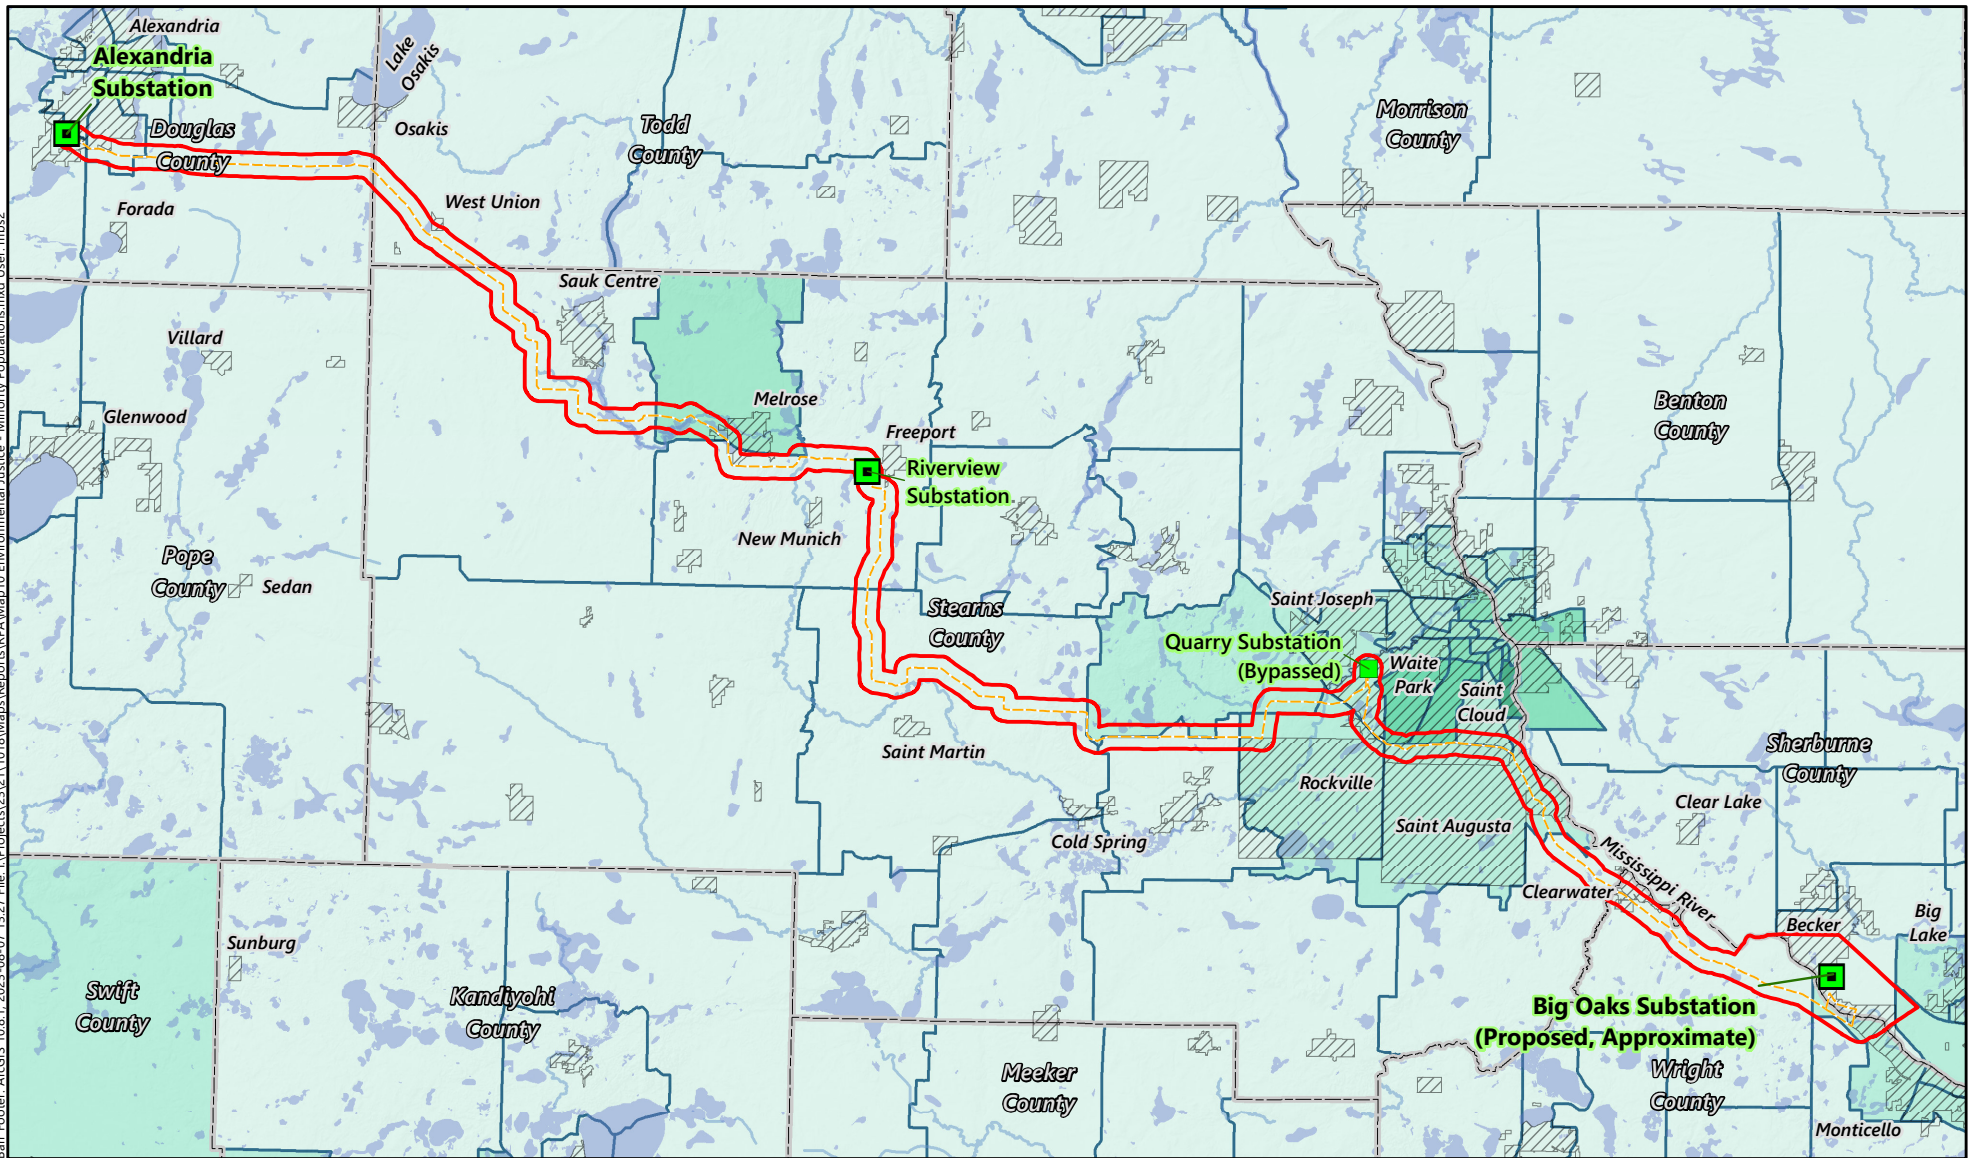 Alexandria
Alexandria
Substation
Lake
Osakis
Osakis
Douglas
County
Todd
County
Morrison
County
Forada
West Union
Sauk Centre
Villard
Glenwood
Melrose
Freeport
Riverview
Substation
Benton
County
New Munich
Pope
County
Sedan
Stearns
County
Saint Joseph
Quarry Substation
(Bypassed)
Waite
Park
Saint
Cloud
Saint Martin
Rockville
Sherburne
County
Clear Lake
Saint Augusta
Cold Spring
Mississippi River
Clearwater
Becker
Big
Lake
Sunburg
Swift
County
Kandiyohi
County
Big Oaks Substation
(Proposed, Approximate)
Meeker
County
Wright
County
Monticello